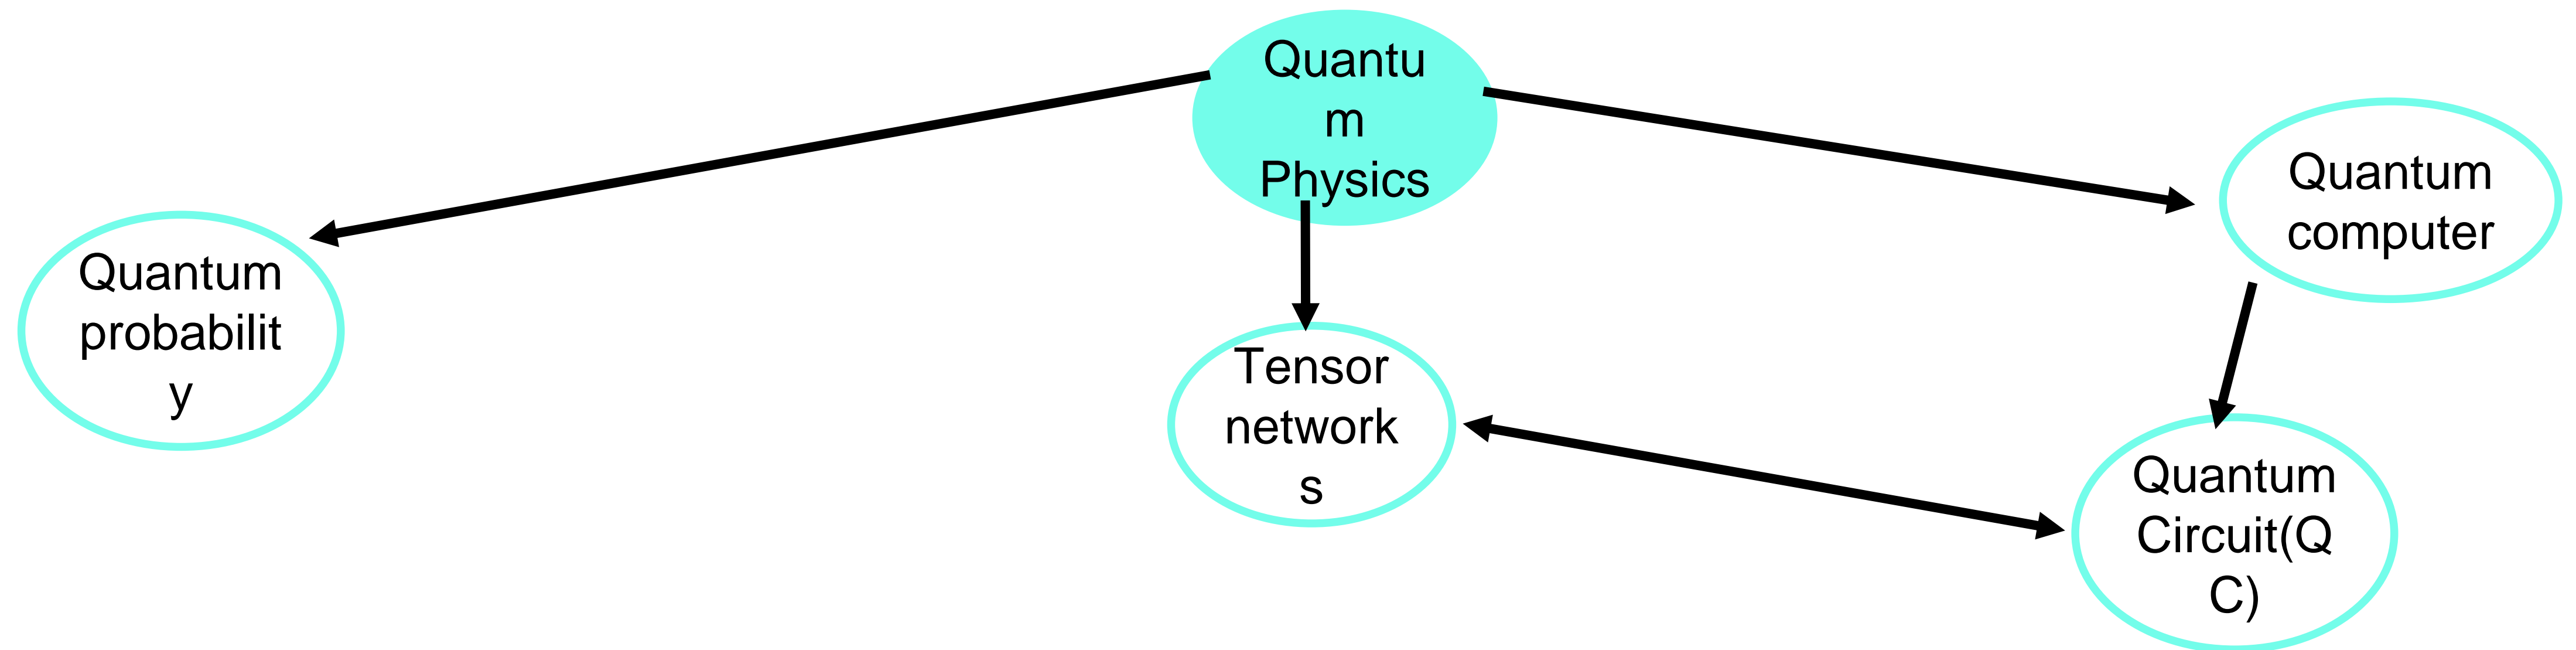 Quantu
m
Physics
Quantum
computer
Quantum
probabilit
y
Tensor
network
s
Quantum
Circuit(Q
C)